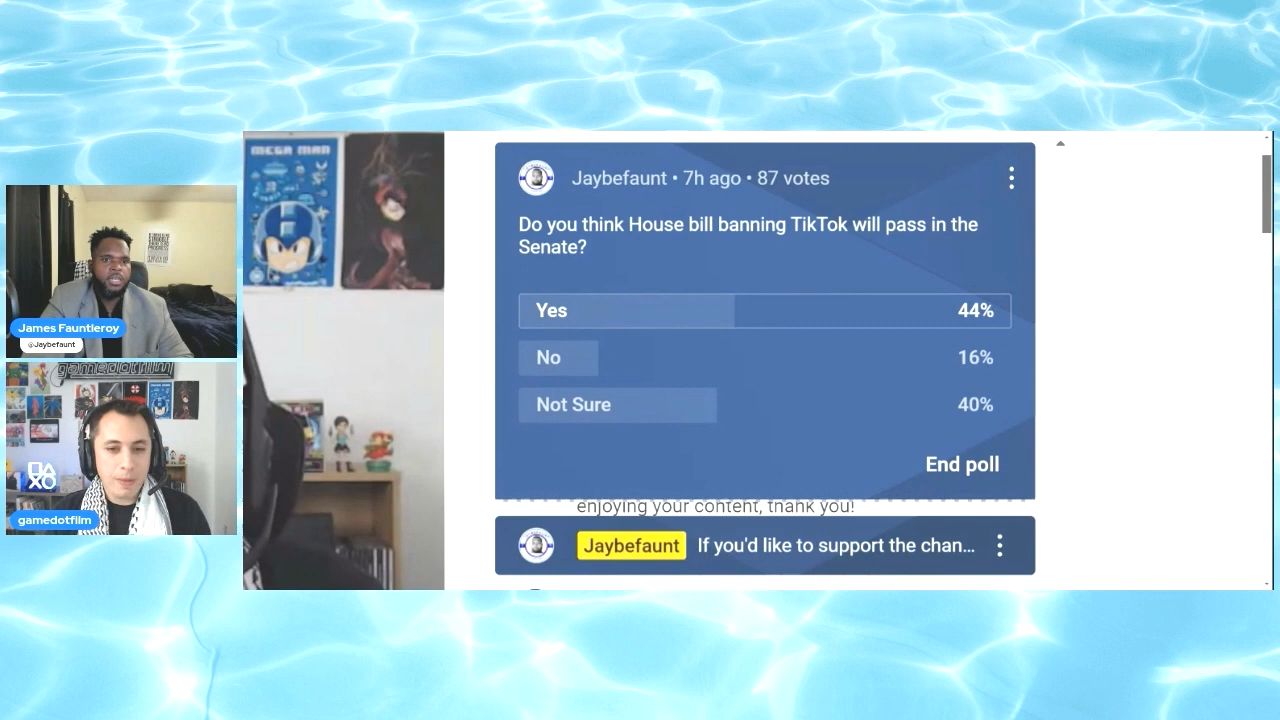 MEGA MAN
Jaybefaunt • 7h ago • 87 votes
Do you think House bill banning TikTok will pass in the
Senate?
Yes 44%
No 16%
Not Sure 40%
End poll
enjoying your content, thank you!
Jaybefaunt If you'd like to support the chan...
James Fauntleroy
@Jaybefaunt
gamedotfilm
gamedotfilm